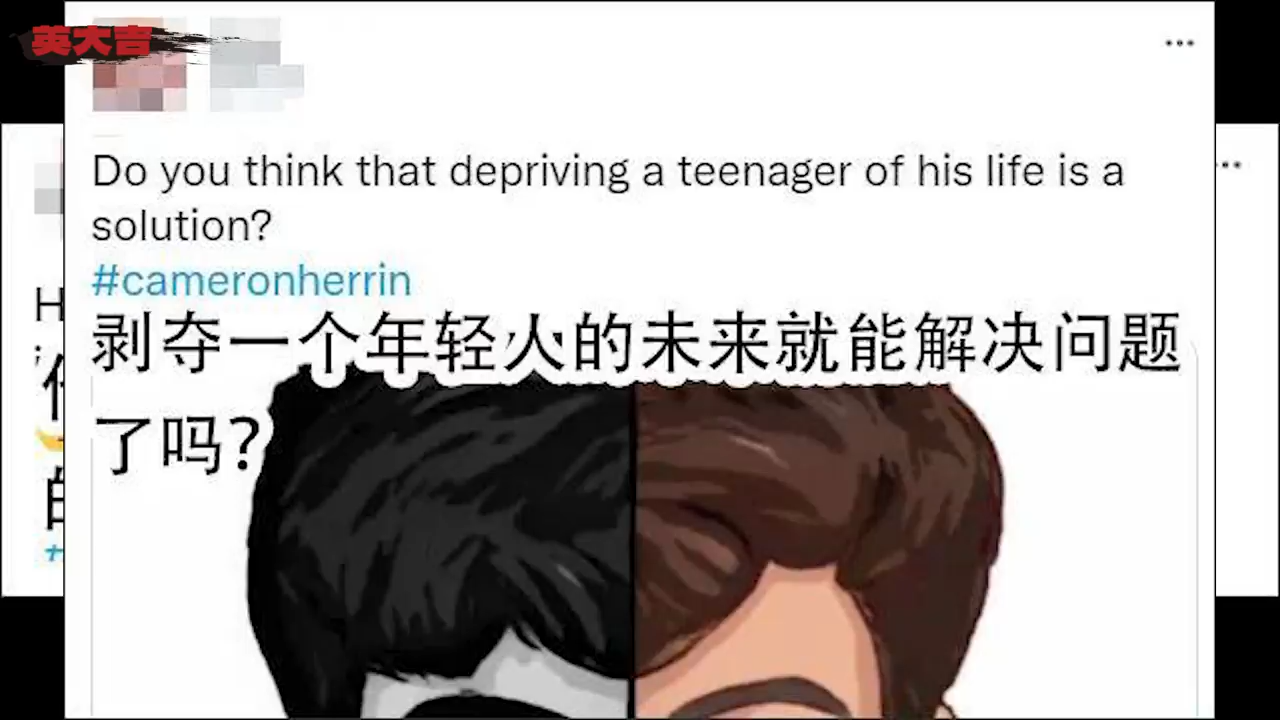 英大吉
Do you think that depriving a teenager of his life is a
solution?
#cameronherrin
剥夺一个年轻人的未来就能解决问题
了吗?
H
的